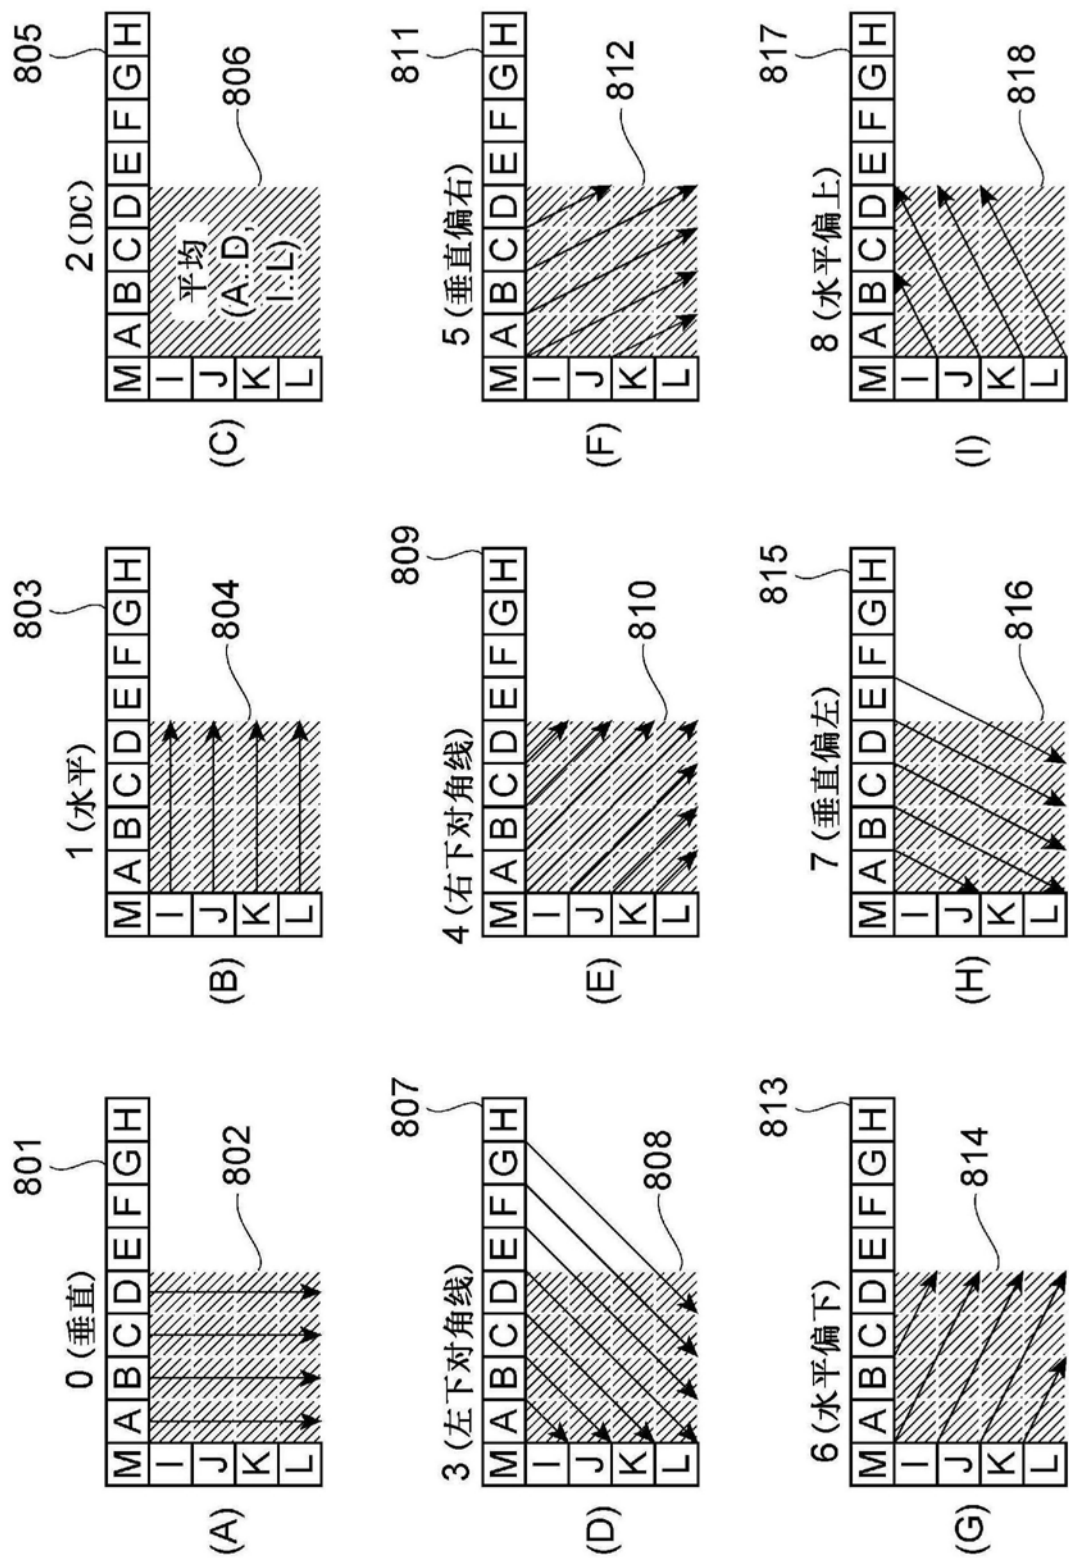 801
0 (垂直)
M A B C D E F G H
I
J
K
L
802
(A)
803
1 (水平)
M A B C D E F G H
I
J
K
L
804
(B)
805
2 (DC)
M A B C D E F G H
I
J
K
L
平均
(A..D,
I..L)
806
(C)
807
3 (左下对角线)
M A B C D E F G H
I
J
K
L
808
(D)
809
4 (右下对角线)
M A B C D E F G H
I
J
K
L
810
(E)
811
5 (垂直偏右)
M A B C D E F G H
I
J
K
L
812
(F)
813
6 (水平偏下)
M A B C D E F G H
I
J
K
L
814
(G)
815
7 (垂直偏左)
M A B C D E F G H
I
J
K
L
816
(H)
817
8 (水平偏上)
M A B C D E F G H
I
J
K
L
818
(I)